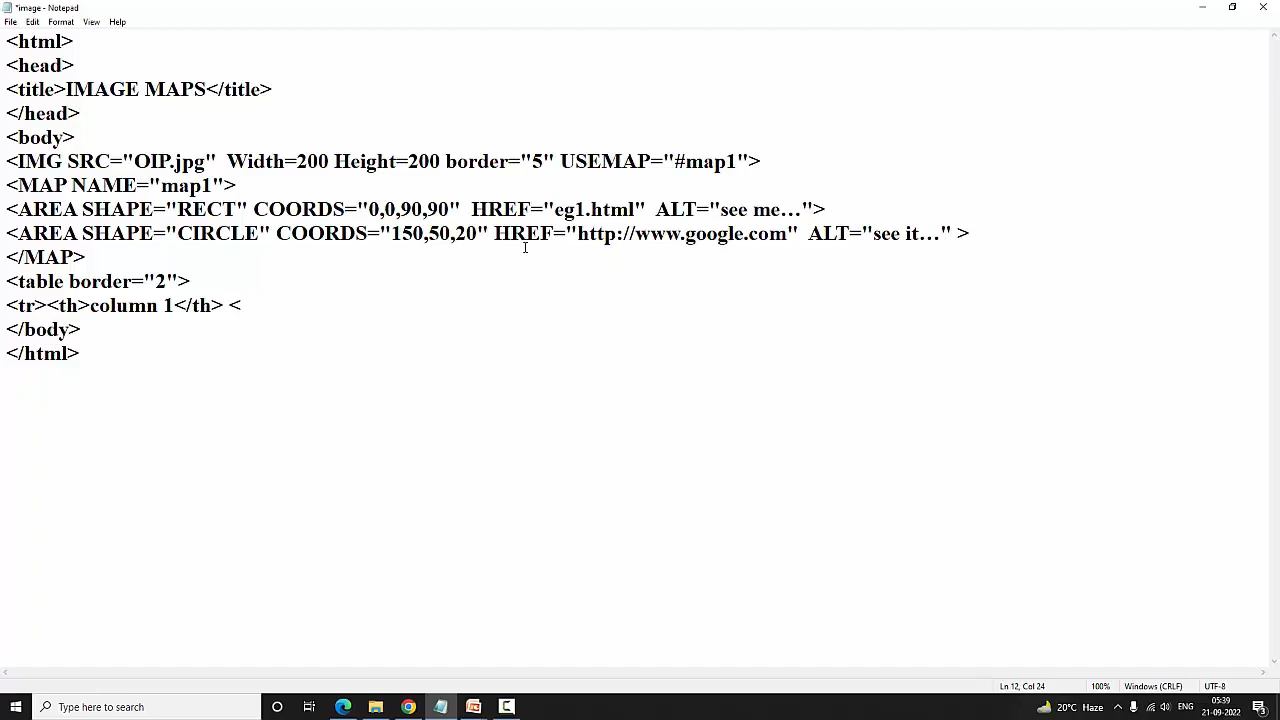 *image - Notepad
File Edit Format View Help
<html>
<head>
<title>IMAGE MAPS</title>
</head>
<body>
<IMG SRC="OIP.jpg"  Width=200 Height=200 border="5" USEMAP="#map1">
<MAP NAME="map1">
<AREA SHAPE="RECT" COORDS="0,0,90,90"  HREF="eg1.html"  ALT="see me…">
<AREA SHAPE="CIRCLE" COORDS="150,50,20" HREF="http://www.google.com"  ALT="see it…" >
</MAP>
<table border="2">
<tr><th>column 1</th> <
</body>
</html>
Ln 12, Col 24 100% Windows (CRLF) UTF-8
Type here to search 20°C Haze ENG 05:39
21-09-2022